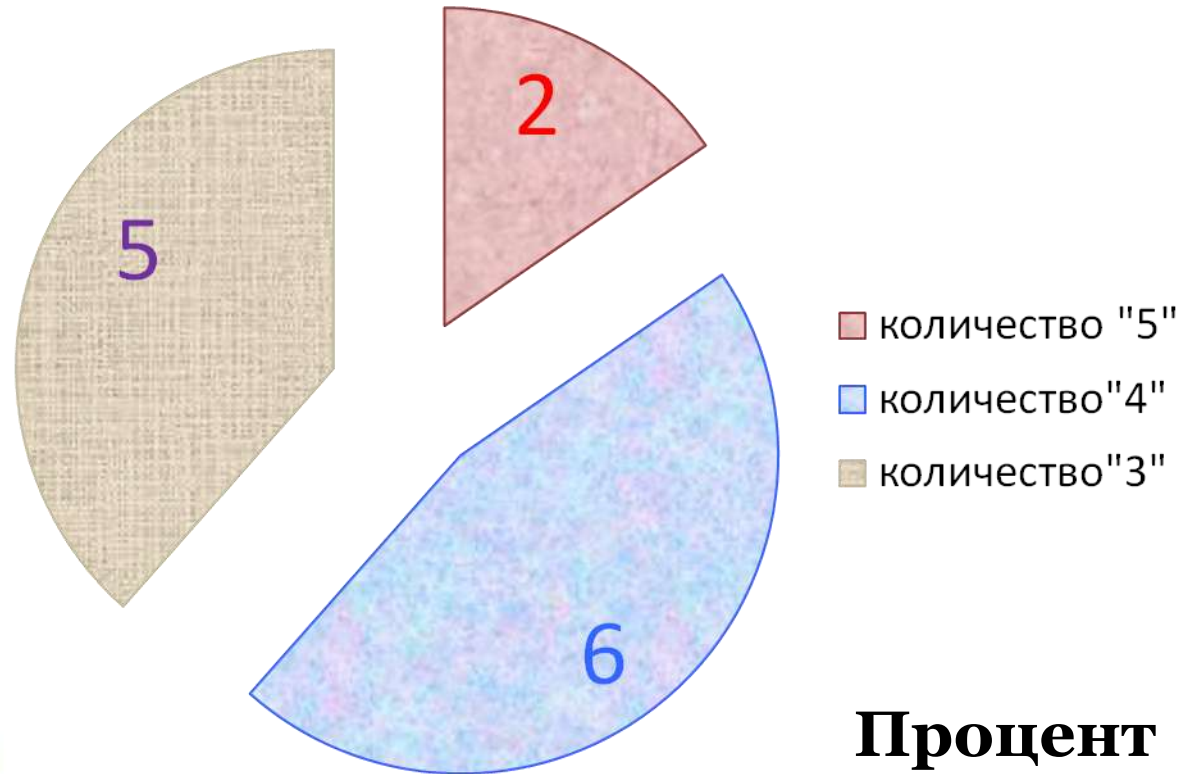 2
5
6
количество "5"
количество"4"
количество"3"
Процент